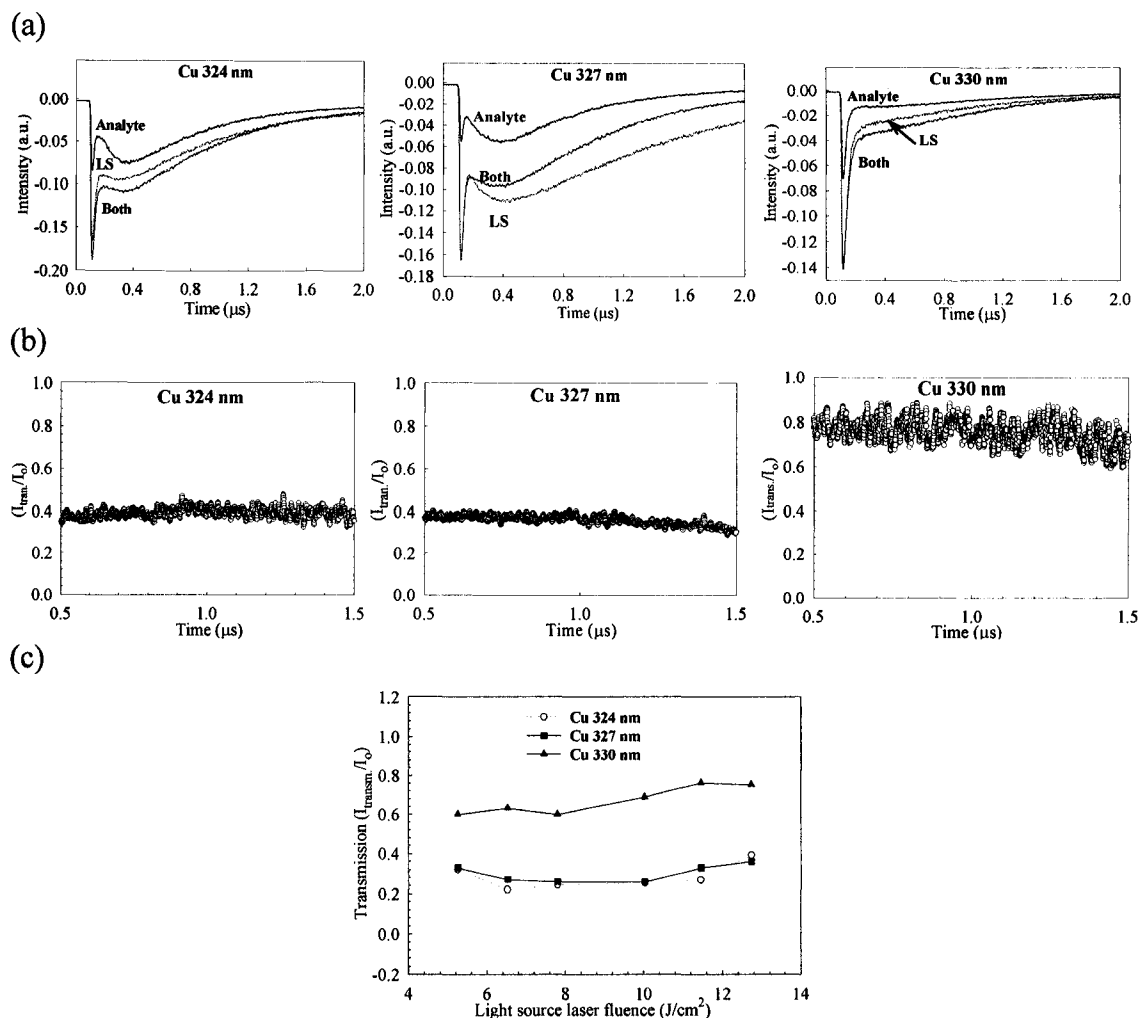 (a)
Cu 324 nm
Intensity (a.u.)
0.00
-0.05
-0.10
-0.15
-0.20
Analyte
LS
Both
0.0 0.4 0.8 1.2 1.6 2.0
Time (μs)
Cu 327 nm
Intensity (a.u.)
0.00
-0.02
-0.04
-0.06
-0.08
-0.10
-0.12
-0.14
-0.16
-0.18
Analyte
Both
LS
0.0 0.4 0.8 1.2 1.6 2.0
Time (μs)
Cu 330 nm
Intensity (a.u.)
0.00
-0.02
-0.04
-0.06
-0.08
-0.10
-0.12
-0.14
Analyte
LS
Both
0.0 0.4 0.8 1.2 1.6 2.0
Time (μs)
(b)
Cu 324 nm
(Itran./Io)
1.0
0.8
0.6
0.4
0.2
0.0
0.5 1.0 1.5
Time (μs)
Cu 327 nm
(Itran./Io)
1.0
0.8
0.6
0.4
0.2
0.0
0.5 1.0 1.5
Time (μs)
Cu 330 nm
(Itrans./Io)
1.0
0.8
0.6
0.4
0.2
0.0
0.5 1.0 1.5
Time (μs)
(c)
Transmission (Itransm./Io)
1.2
1.0
0.8
0.6
0.4
0.2
0.0
-0.2
Cu 324 nm
Cu 327 nm
Cu 330 nm
4 6 8 10 12 14
Light source laser fluence (J/cm²)